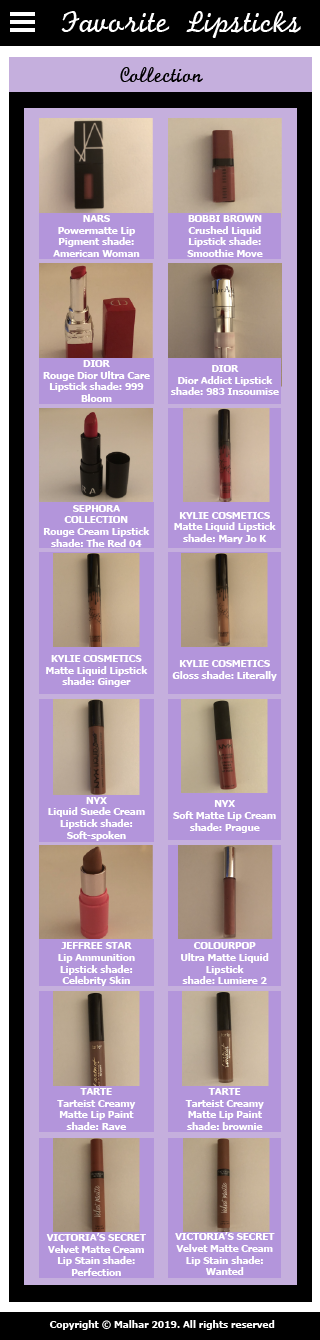 Favorite Lipsticks
Collection
NARS
Powermatte Lip
Pigment shade:
American Woman
BOBBI BROWN
Crushed Liquid
Lipstick shade:
Smoothie Move
DIOR
Rouge Dior Ultra Care
Lipstick shade: 999
Bloom
DIOR
Dior Addict Lipstick
shade: 983 Insoumise
SEPHORA
COLLECTION
Rouge Cream Lipstick
shade: The Red 04
KYLIE COSMETICS
Matte Liquid Lipstick
shade: Mary Jo K
KYLIE COSMETICS
Matte Liquid Lipstick
shade: Ginger
KYLIE COSMETICS
Gloss shade: Literally
NYX
Liquid Suede Cream
Lipstick shade:
Soft-spoken
NYX
Soft Matte Lip Cream
shade: Prague
JEFFREE STAR
Lip Ammunition
Lipstick shade:
Celebrity Skin
COLOURPOP
Ultra Matte Liquid
Lipstick
shade: Lumiere 2
TARTE
Tarteist Creamy
Matte Lip Paint
shade: Rave
TARTE
Tarteist Creamy
Matte Lip Paint
shade: brownie
VICTORIA'S SECRET
Velvet Matte Cream
Lip Stain shade:
Perfection
VICTORIA'S SECRET
Velvet Matte Cream
Lip Stain shade:
Wanted
Copyright © Malhar 2019. All rights reserved